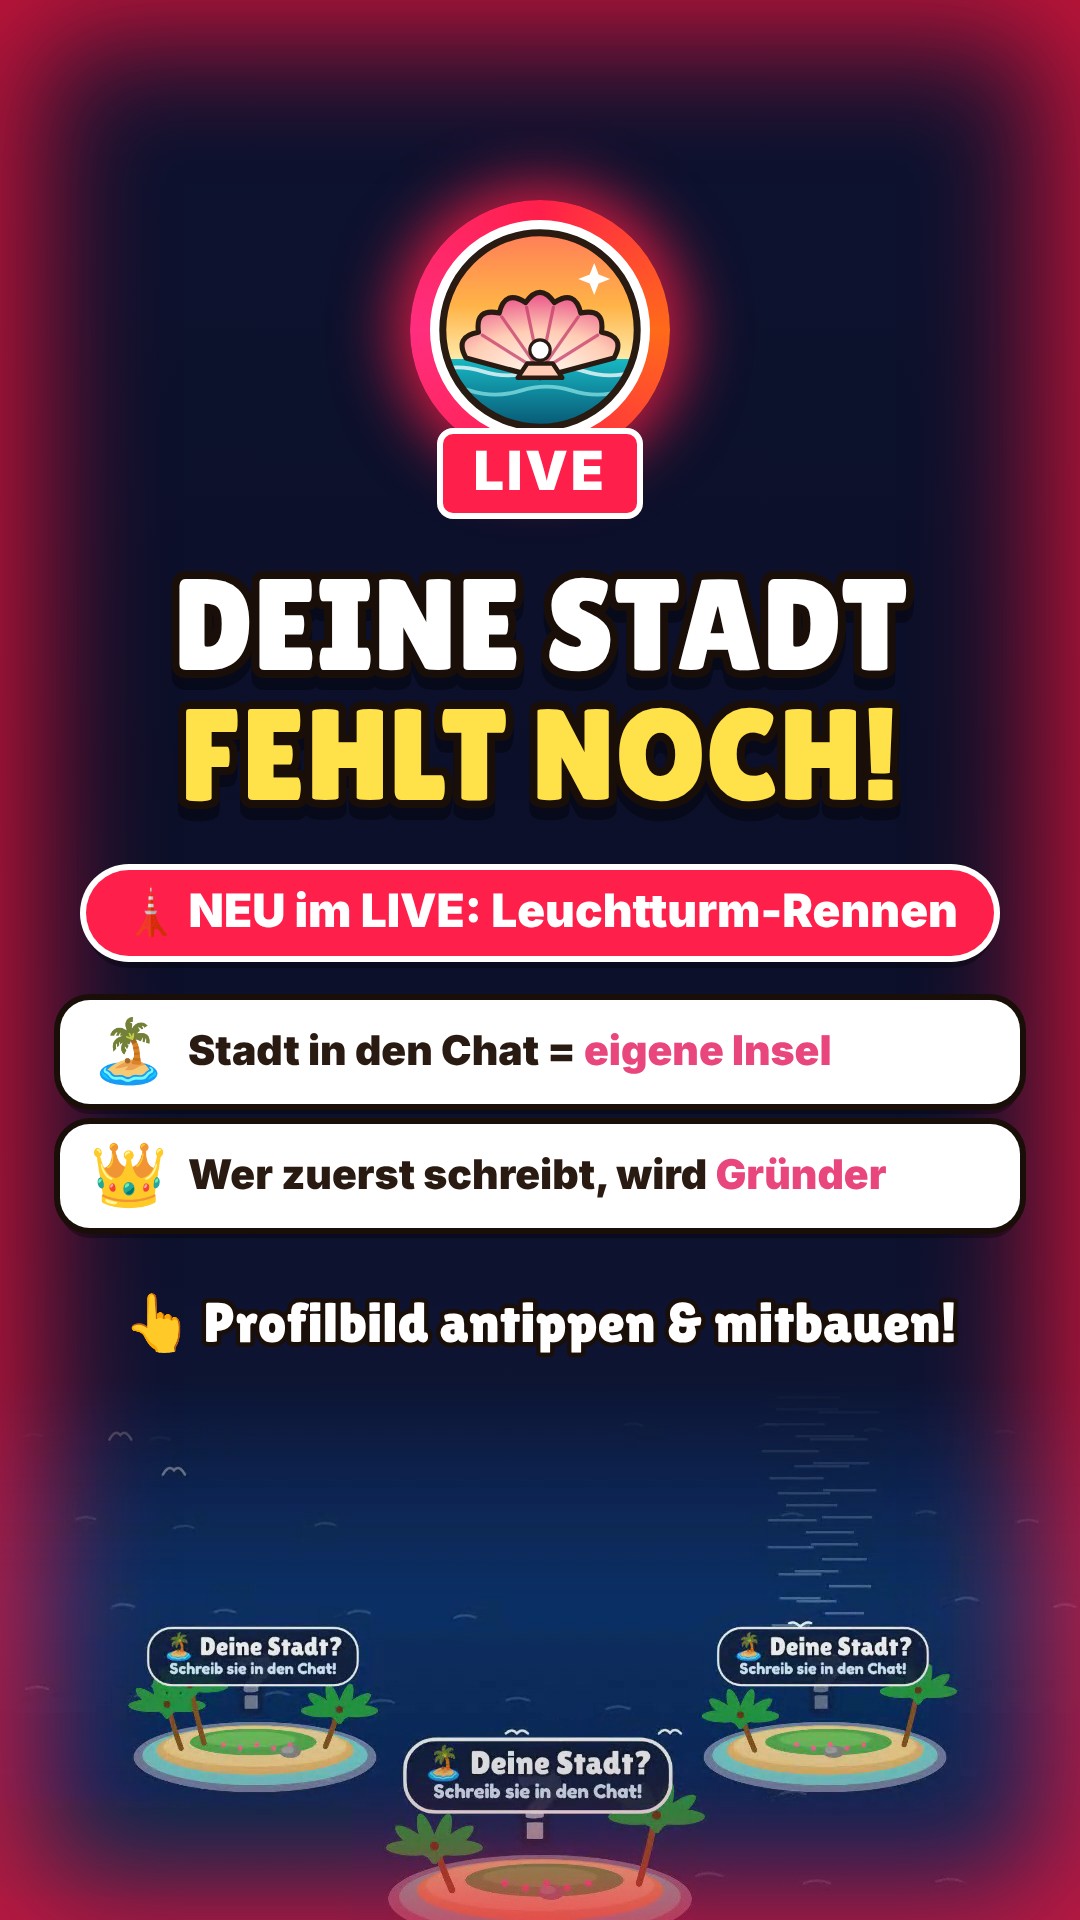 LIVE
DEINE STADT
FEHLT NOCH!
NEU im LIVE: Leuchtturm-Rennen
Stadt in den Chat = eigene Insel
Wer zuerst schreibt, wird Gründer
Profilbild antippen & mitbauen!
Deine Stadt?
Schreib sie in den Chat!
Deine Stadt?
Schreib sie in den Chat!
Deine Stadt?
Schreib sie in den Chat!